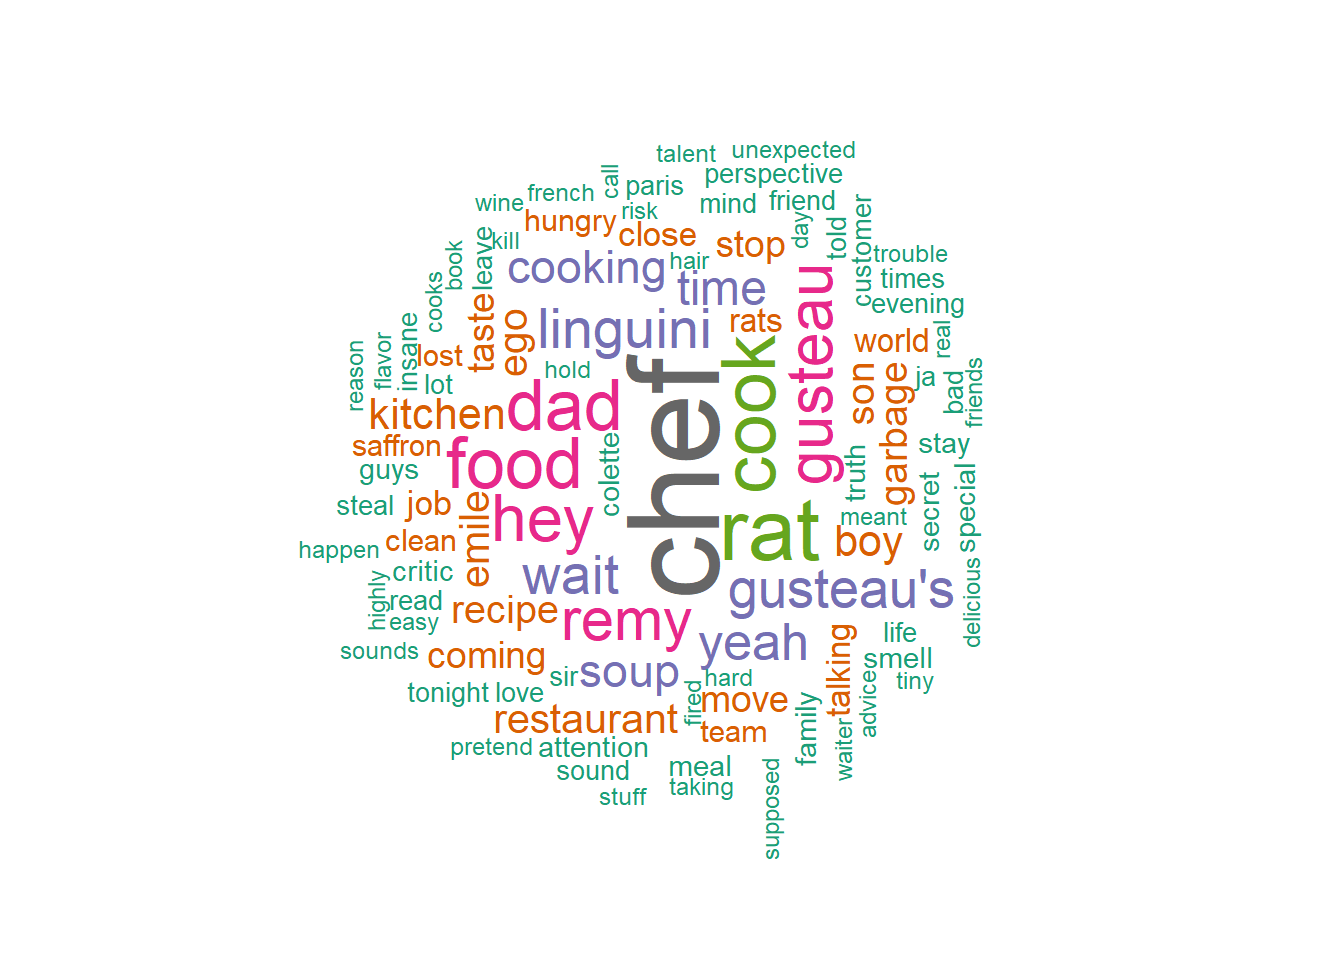 talent
unexpected
call
perspective
french
paris
wine
mind
friend
risk
hungry
day
told
customer
close
stop
kill
leave
book
hair
trouble
cooking
time
gusteau
times
cooks
taste
evening
ego
linguini
rats
world
real
insane
flavor
reason
lost
hold
chef
cook
son
garbage
ja
bad
friends
lot
dad
kitchen
saffron
food
colette
truth
stay
guys
secret
special
steal
job
emile
hey
rat
meant
boy
happen
clean
critic
wait
gusteau's
delicious
highly
read
easy
recipe
remy
yeah
talking
life
sounds
coming
smell
sir
soup
hard
tiny
tonight
love
fired
move
family
advice
restaurant
team
waiter
pretend
attention
sound
meal
taking
supposed
stuff